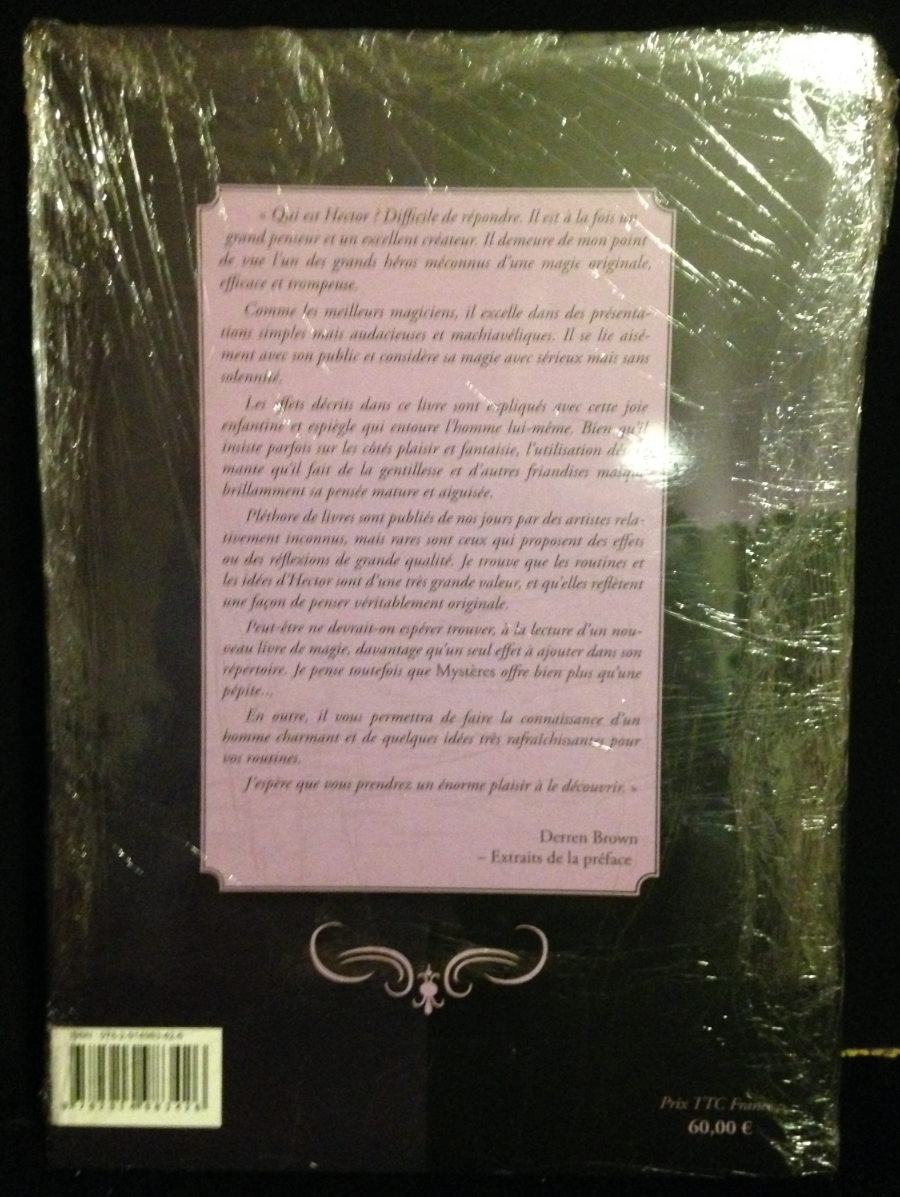 « Qui est Hector ? Difficile de répondre. Il est à la fois un
grand penseur et un excellent créateur. Il demeure de mon point
de vue l'un des grands héros méconnus d'une magie originale,
efficace et trompeuse.
Comme les meilleurs magiciens, il excelle dans des présenta-
tions simples mais audacieuses et machiavéliques. Il se lie aisé-
ment avec son public et considère sa magie avec sérieux mais sans
solennité.
Les effets décrits dans ce livre sont expliqués avec cette joie
enfantine et espiègle qui entoure l'homme lui-même. Bien qu'il
insiste parfois sur les côtés plaisir et fantaisie, l'utilisation
mante qu'il fait de la gentillesse et d'autres friandises masque
brillamment sa pensée mature et aiguisée.
Pléthore de livres sont publiés de nos jours par des artistes rela-
tivement inconnus, mais rares sont ceux qui proposent des effets
ou des réflexions de grande qualité. Je trouve que les routines et
les idées d'Hector sont d'une très grande valeur, et qu'elles reflètent
une façon de penser véritablement originale.
Peut-être ne devrait-on espérer trouver, à la lecture d'un nou-
veau livre de magie, davantage qu'un seul effet à ajouter dans son
répertoire. Je pense toutefois que Mystères offre bien plus qu'une
pépite...
En outre, il vous permettra de faire la connaissance d'un
homme charmant et de quelques idées très rafraîchissantes pour
vos routines.
J'espère que vous prendrez un énorme plaisir à le découvrir. »
Derren Brown
– Extraits de la préface
ISBN
Prix TTC France
60,00 €